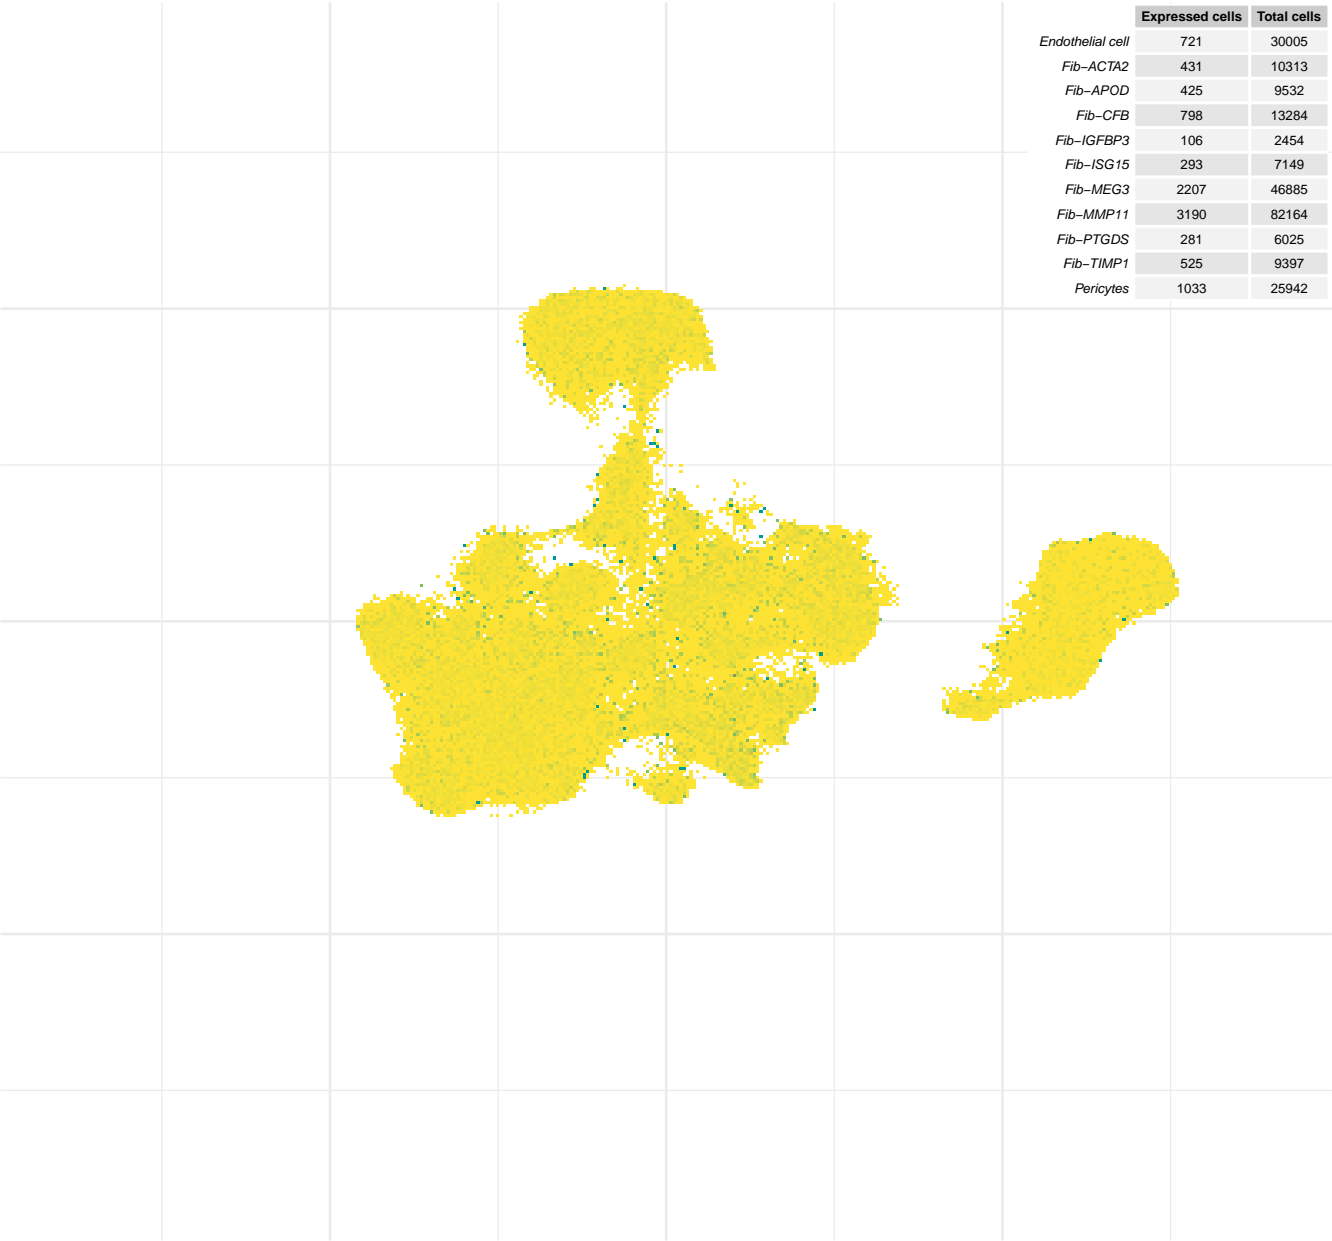 Expressed cells Total cells
Endothelial cell 721 30005
Fib−ACTA2 431 10313
Fib−APOD 425 9532
Fib−CFB 798 13284
Fib−IGFBP3 106 2454
Fib−ISG15 293 7149
Fib−MEG3 2207 46885
Fib−MMP11 3190 82164
Fib−PTGDS 281 6025
Fib−TIMP1 525 9397
Pericytes 1033 25942